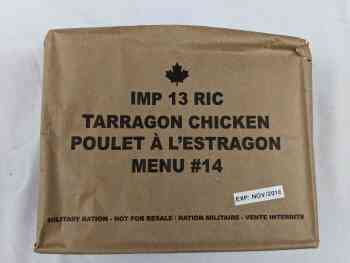 IMP 13 RIC
TARRAGON CHICKEN
POULET À L'ESTRAGON
MENU #14
EXP: NOV/2016
MILITARY RATION - NOT FOR RESALE | RATION MILITAIRE - VENTE INTERDITE